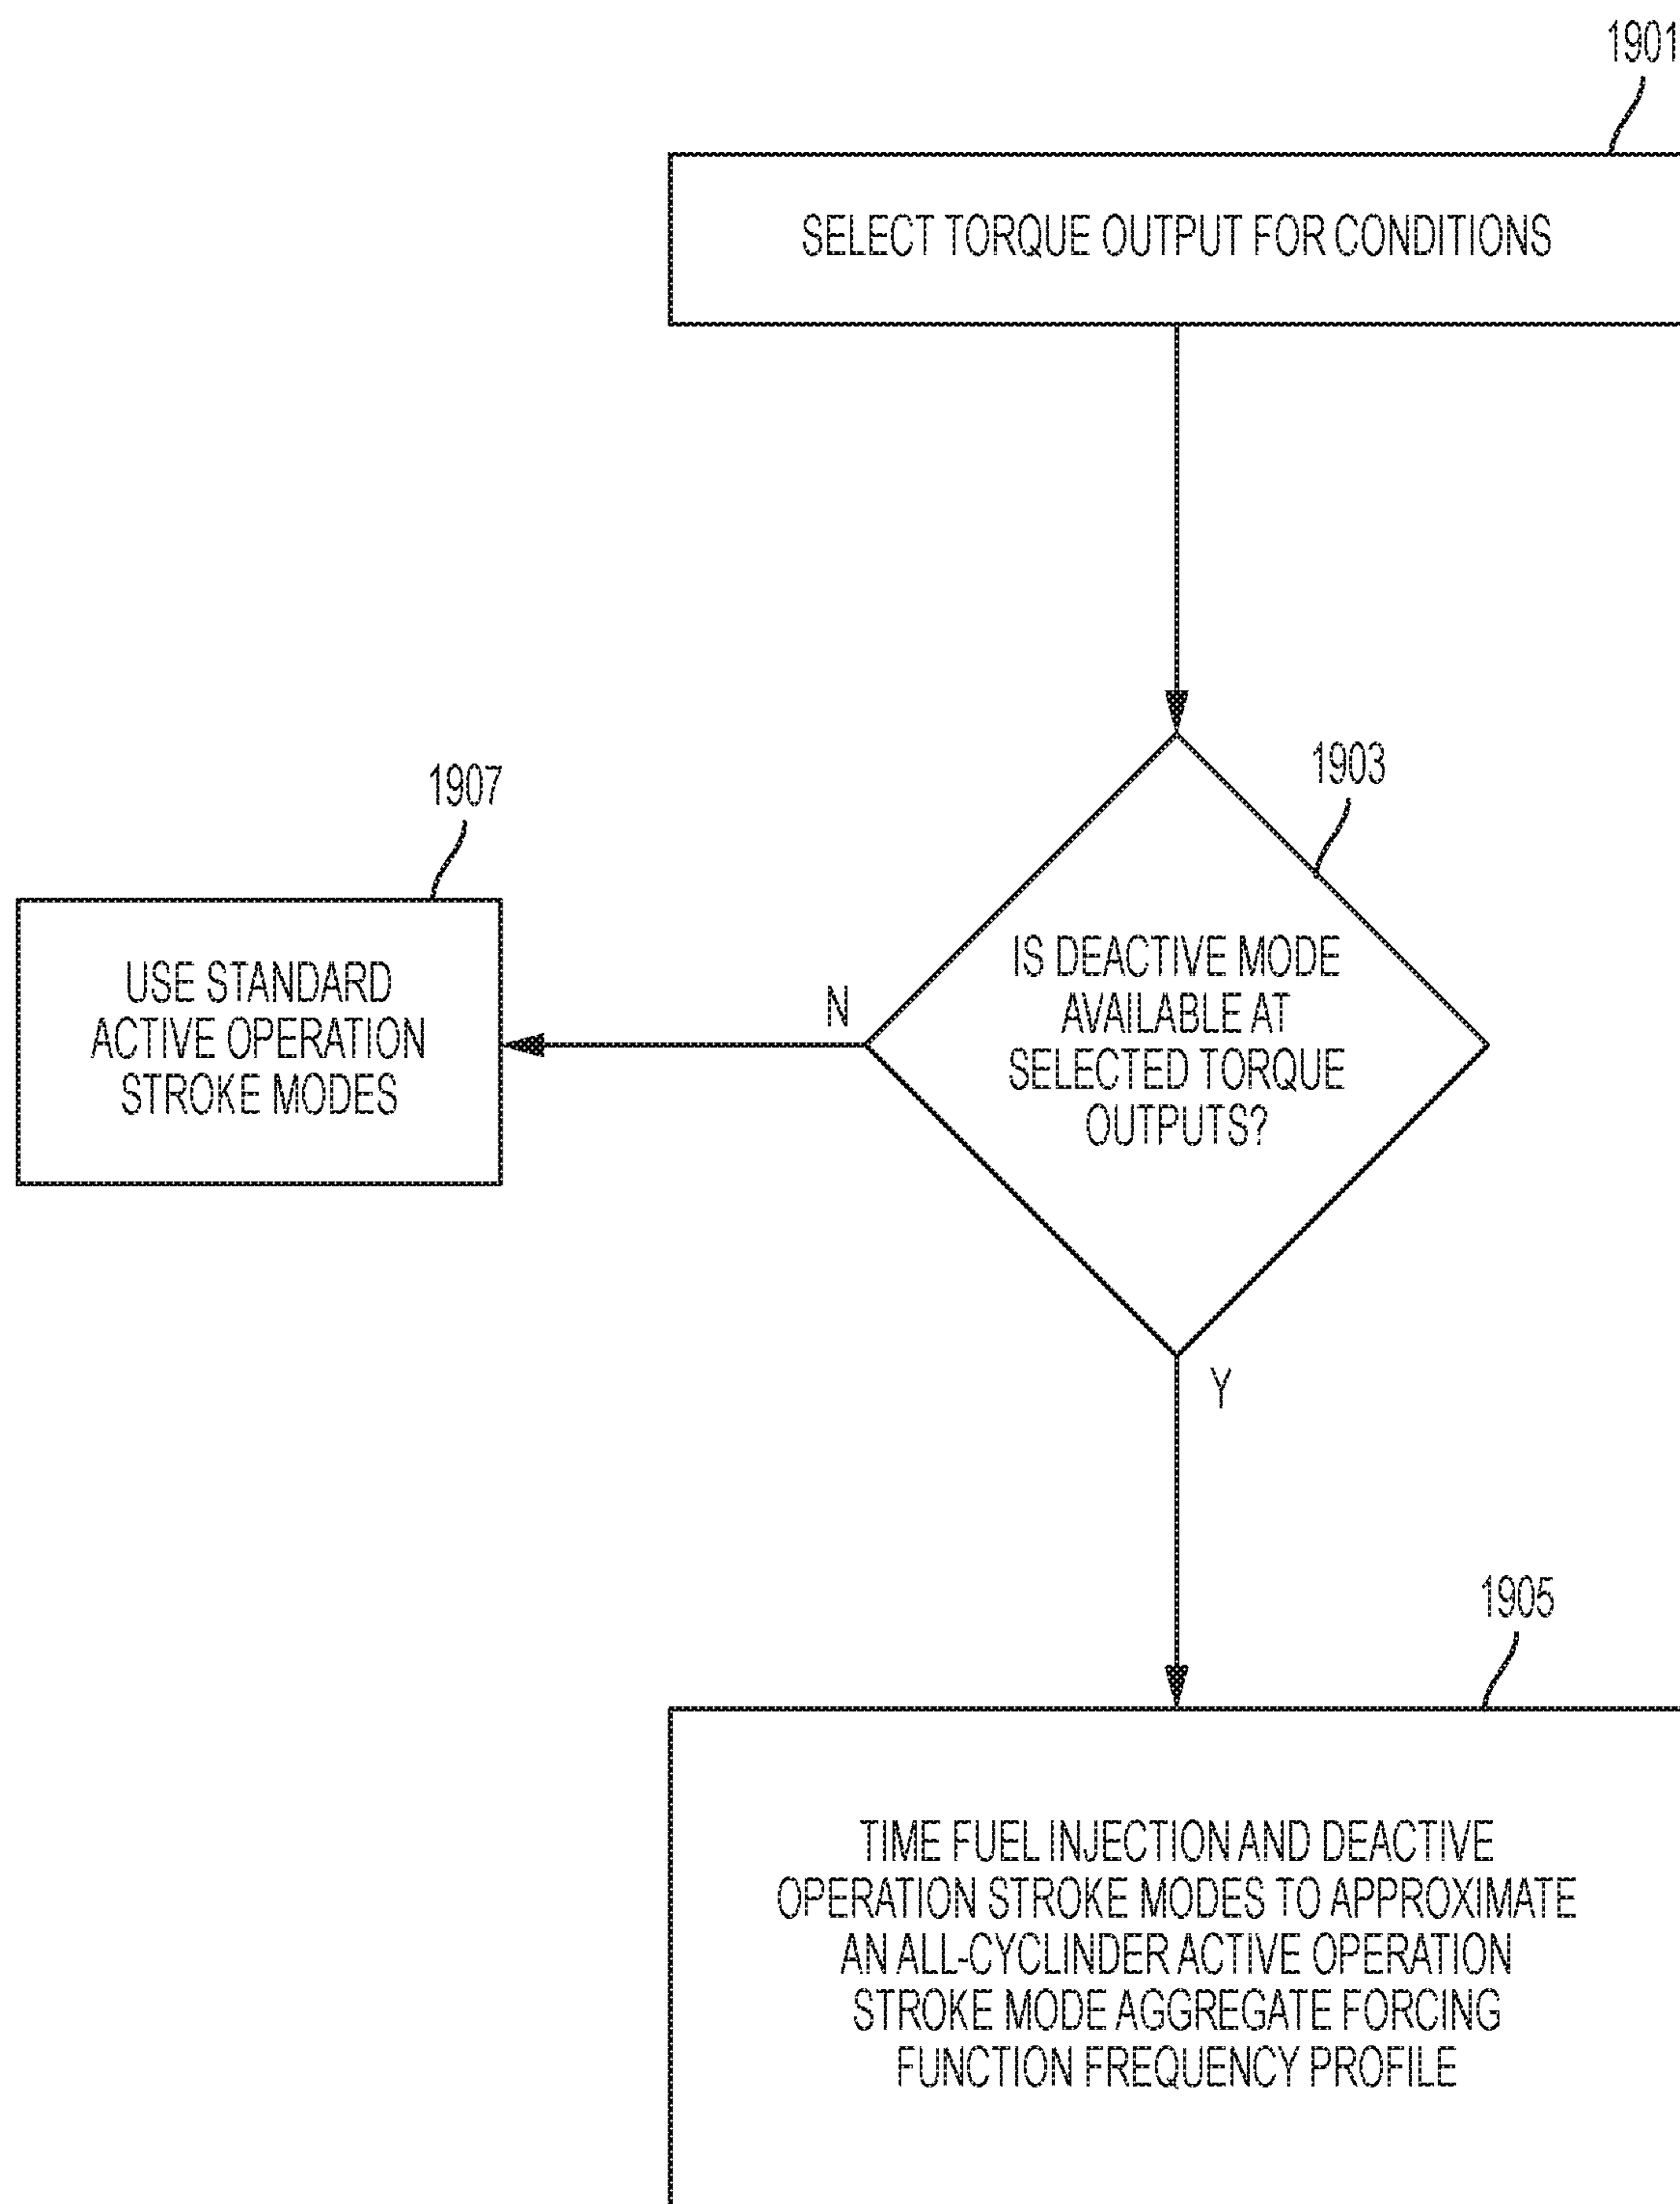 1901
SELECT TORQUE OUTPUT FOR CONDITIONS
1903
IS DEACTIVE MODE
AVAILABLE AT
SELECTED TORQUE
OUTPUTS?
N
1907
USE STANDARD
ACTIVE OPERATION
STROKE MODES
Y
1905
TIME FUEL INJECTION AND DEACTIVE
OPERATION STROKE MODES TO APPROXIMATE
AN ALL-CYCLINDER ACTIVE OPERATION
STROKE MODE AGGREGATE FORCING
FUNCTION FREQUENCY PROFILE